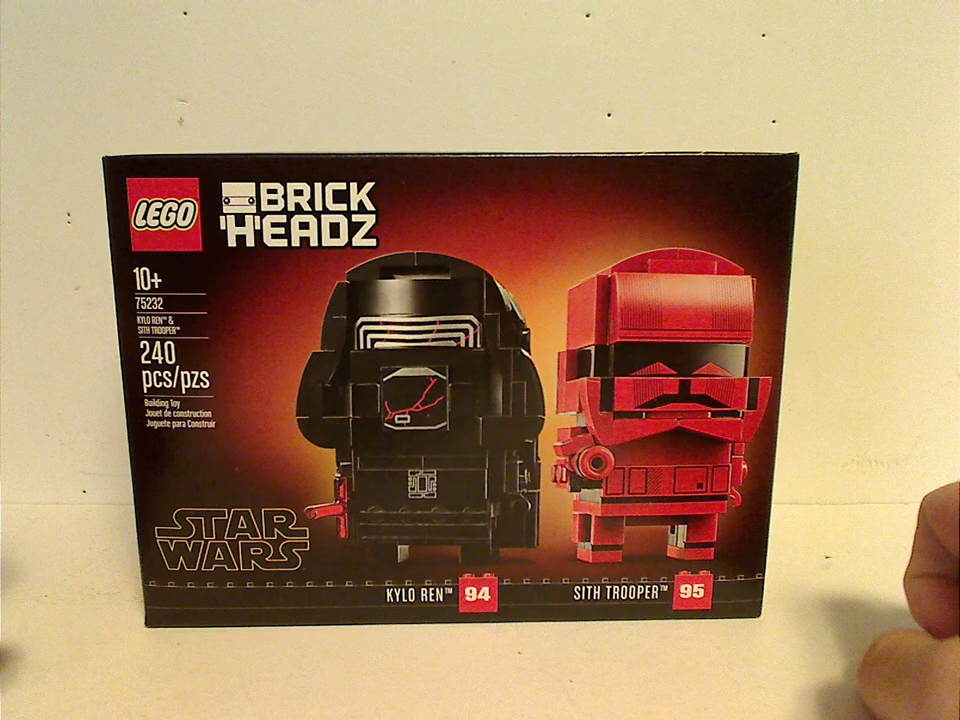 LEGO
BRICK
'H'EADZ
10+
75232
KYLO REN™ &
SITH TROOPER™
240
pcs/pzs
Building Toy
Jouet de construction
Juguete para Construir
STAR
WARS
KYLO REN™ 94
SITH TROOPER™ 95